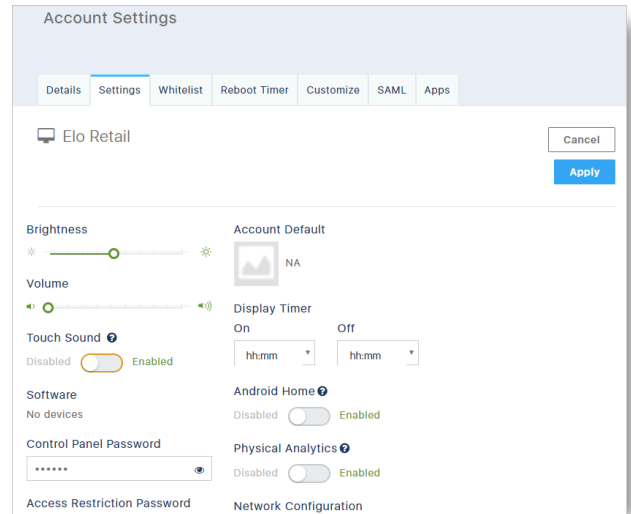 Account Settings
Details Settings Whitelist Reboot Timer Customize SAML Apps
Elo Retail
Cancel
Apply
Brightness
Volume
Touch Sound
Disabled Enabled
Software
No devices
Control Panel Password
••••••
Access Restriction Password
Account Default
NA
Display Timer
On Off
hh:mm hh:mm
Android Home
Disabled Enabled
Physical Analytics
Disabled Enabled
Network Configuration